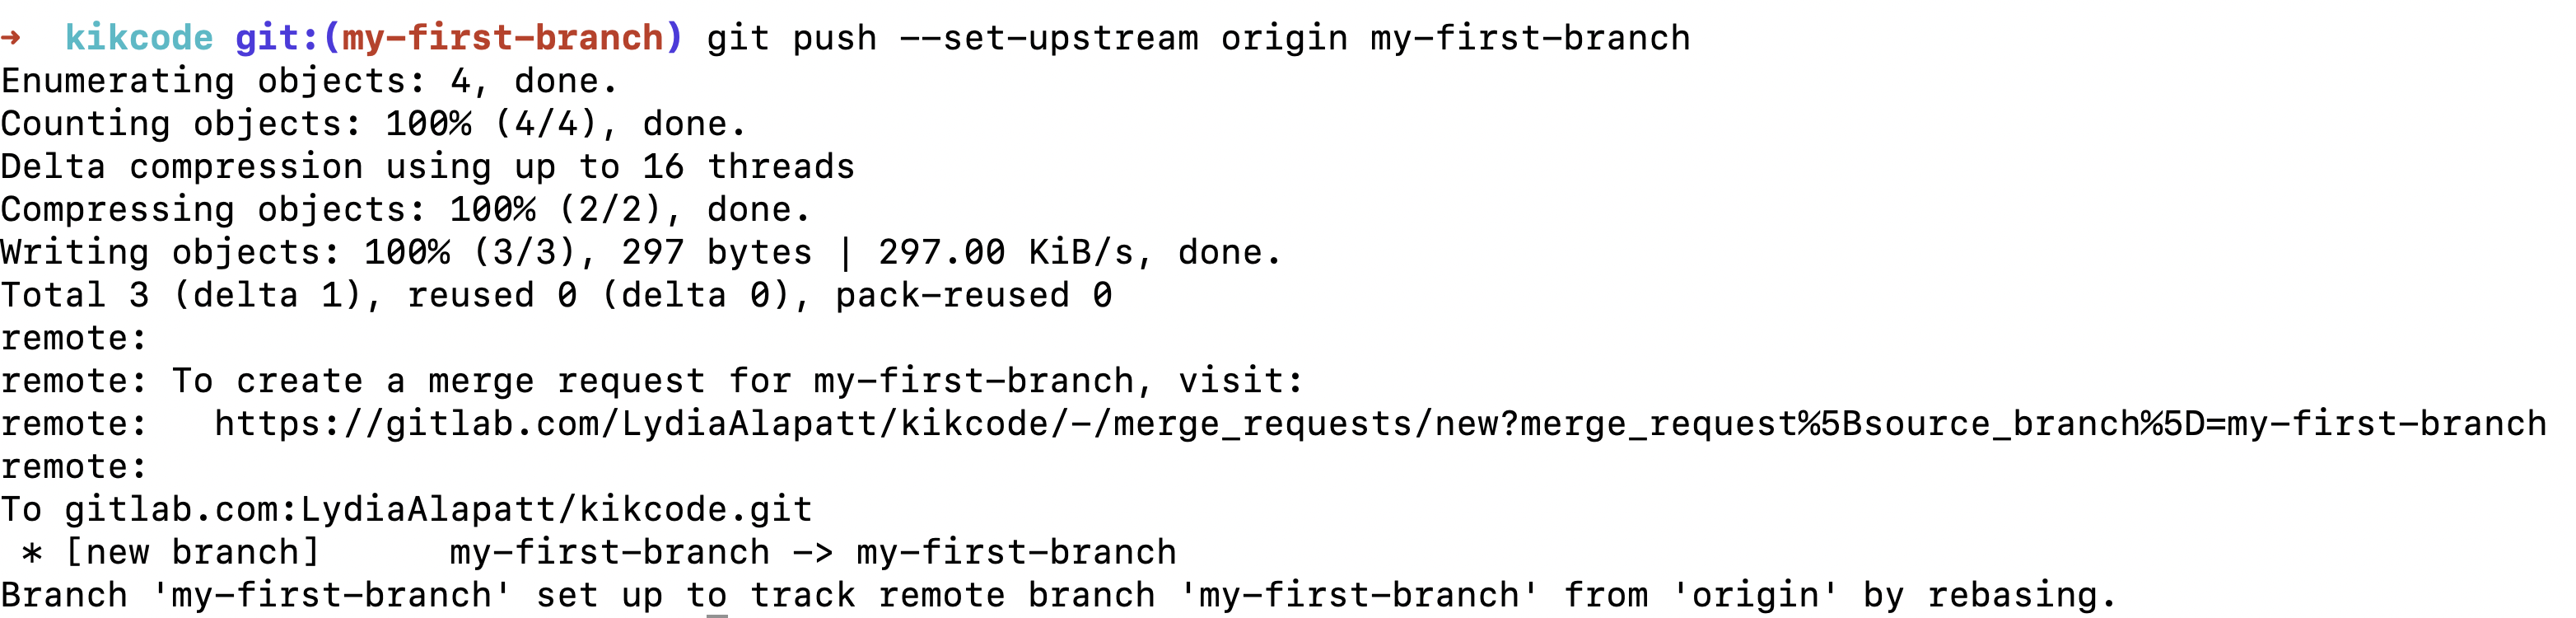 → kikcode git:(my-first-branch) git push --set-upstream origin my-first-branch
Enumerating objects: 4, done.
Counting objects: 100% (4/4), done.
Delta compression using up to 16 threads
Compressing objects: 100% (2/2), done.
Writing objects: 100% (3/3), 297 bytes | 297.00 KiB/s, done.
Total 3 (delta 1), reused 0 (delta 0), pack-reused 0
remote:
remote: To create a merge request for my-first-branch, visit:
remote:   https://gitlab.com/LydiaAlapatt/kikcode/-/merge_requests/new?merge_request%5Bsource_branch%5D=my-first-branch
remote:
To gitlab.com:LydiaAlapatt/kikcode.git
 * [new branch]      my-first-branch -> my-first-branch
Branch 'my-first-branch' set up to track remote branch 'my-first-branch' from 'origin' by rebasing.